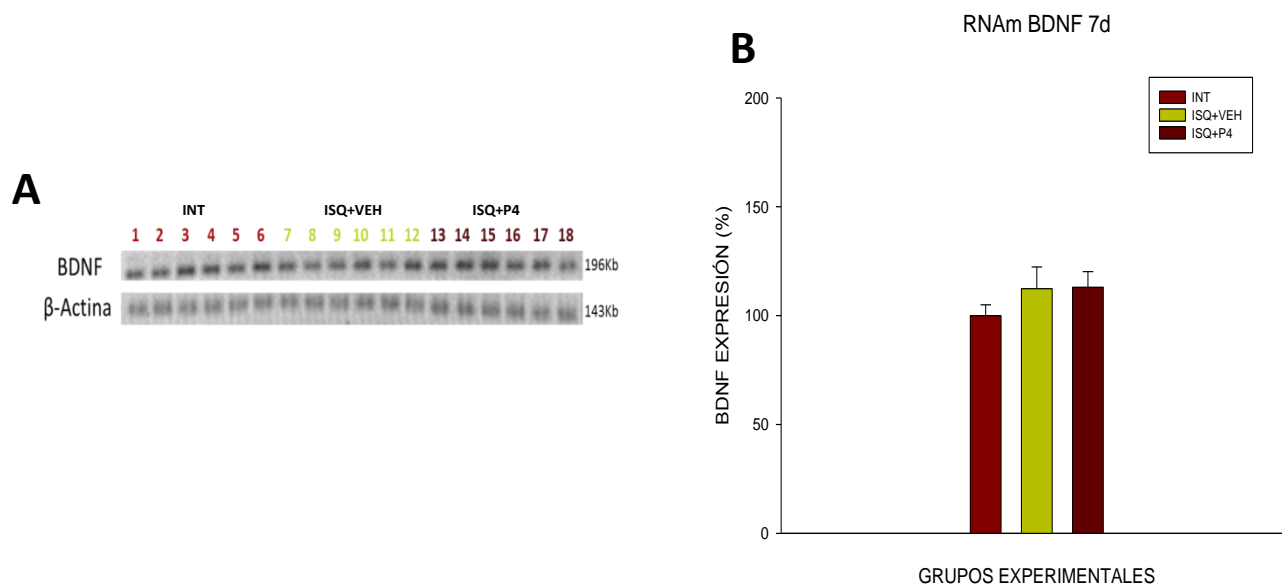 A
INT ISQ+VEH ISQ+P4
1 2 3 4 5 6 7 8 9 10 11 12 13 14 15 16 17 18
BDNF 196Kb
β-Actina 143Kb
B
RNAm BDNF 7d
INT
ISQ+VEH
ISQ+P4
BDNF EXPRESIÓN (%)
200
150
100
50
0
GRUPOS EXPERIMENTALES